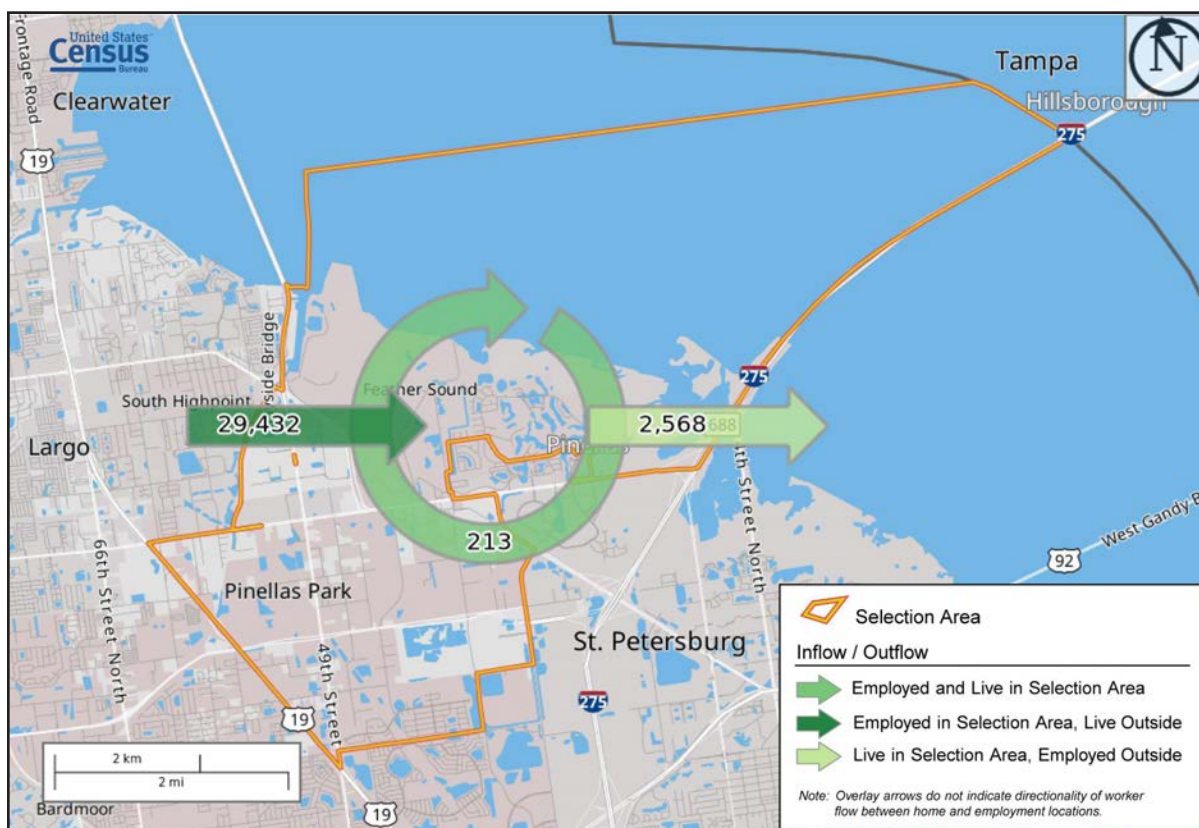 United States
Census
Bureau
Frontage Road
Clearwater
19
Tampa
N
Hillsborough
275
Feather Sound
South Highpoint
29,432
2,568
688
275
Largo
213
66th Street North
49th Street
Pinellas Park
St. Petersburg
West Gandy
92
275
19
19
2 km
2 mi
Bardmoor
Selection Area
Inflow / Outflow
Employed and Live in Selection Area
Employed in Selection Area, Live Outside
Live in Selection Area, Employed Outside
Note: Overlay arrows do not indicate directionality of worker
flow between home and employment locations.